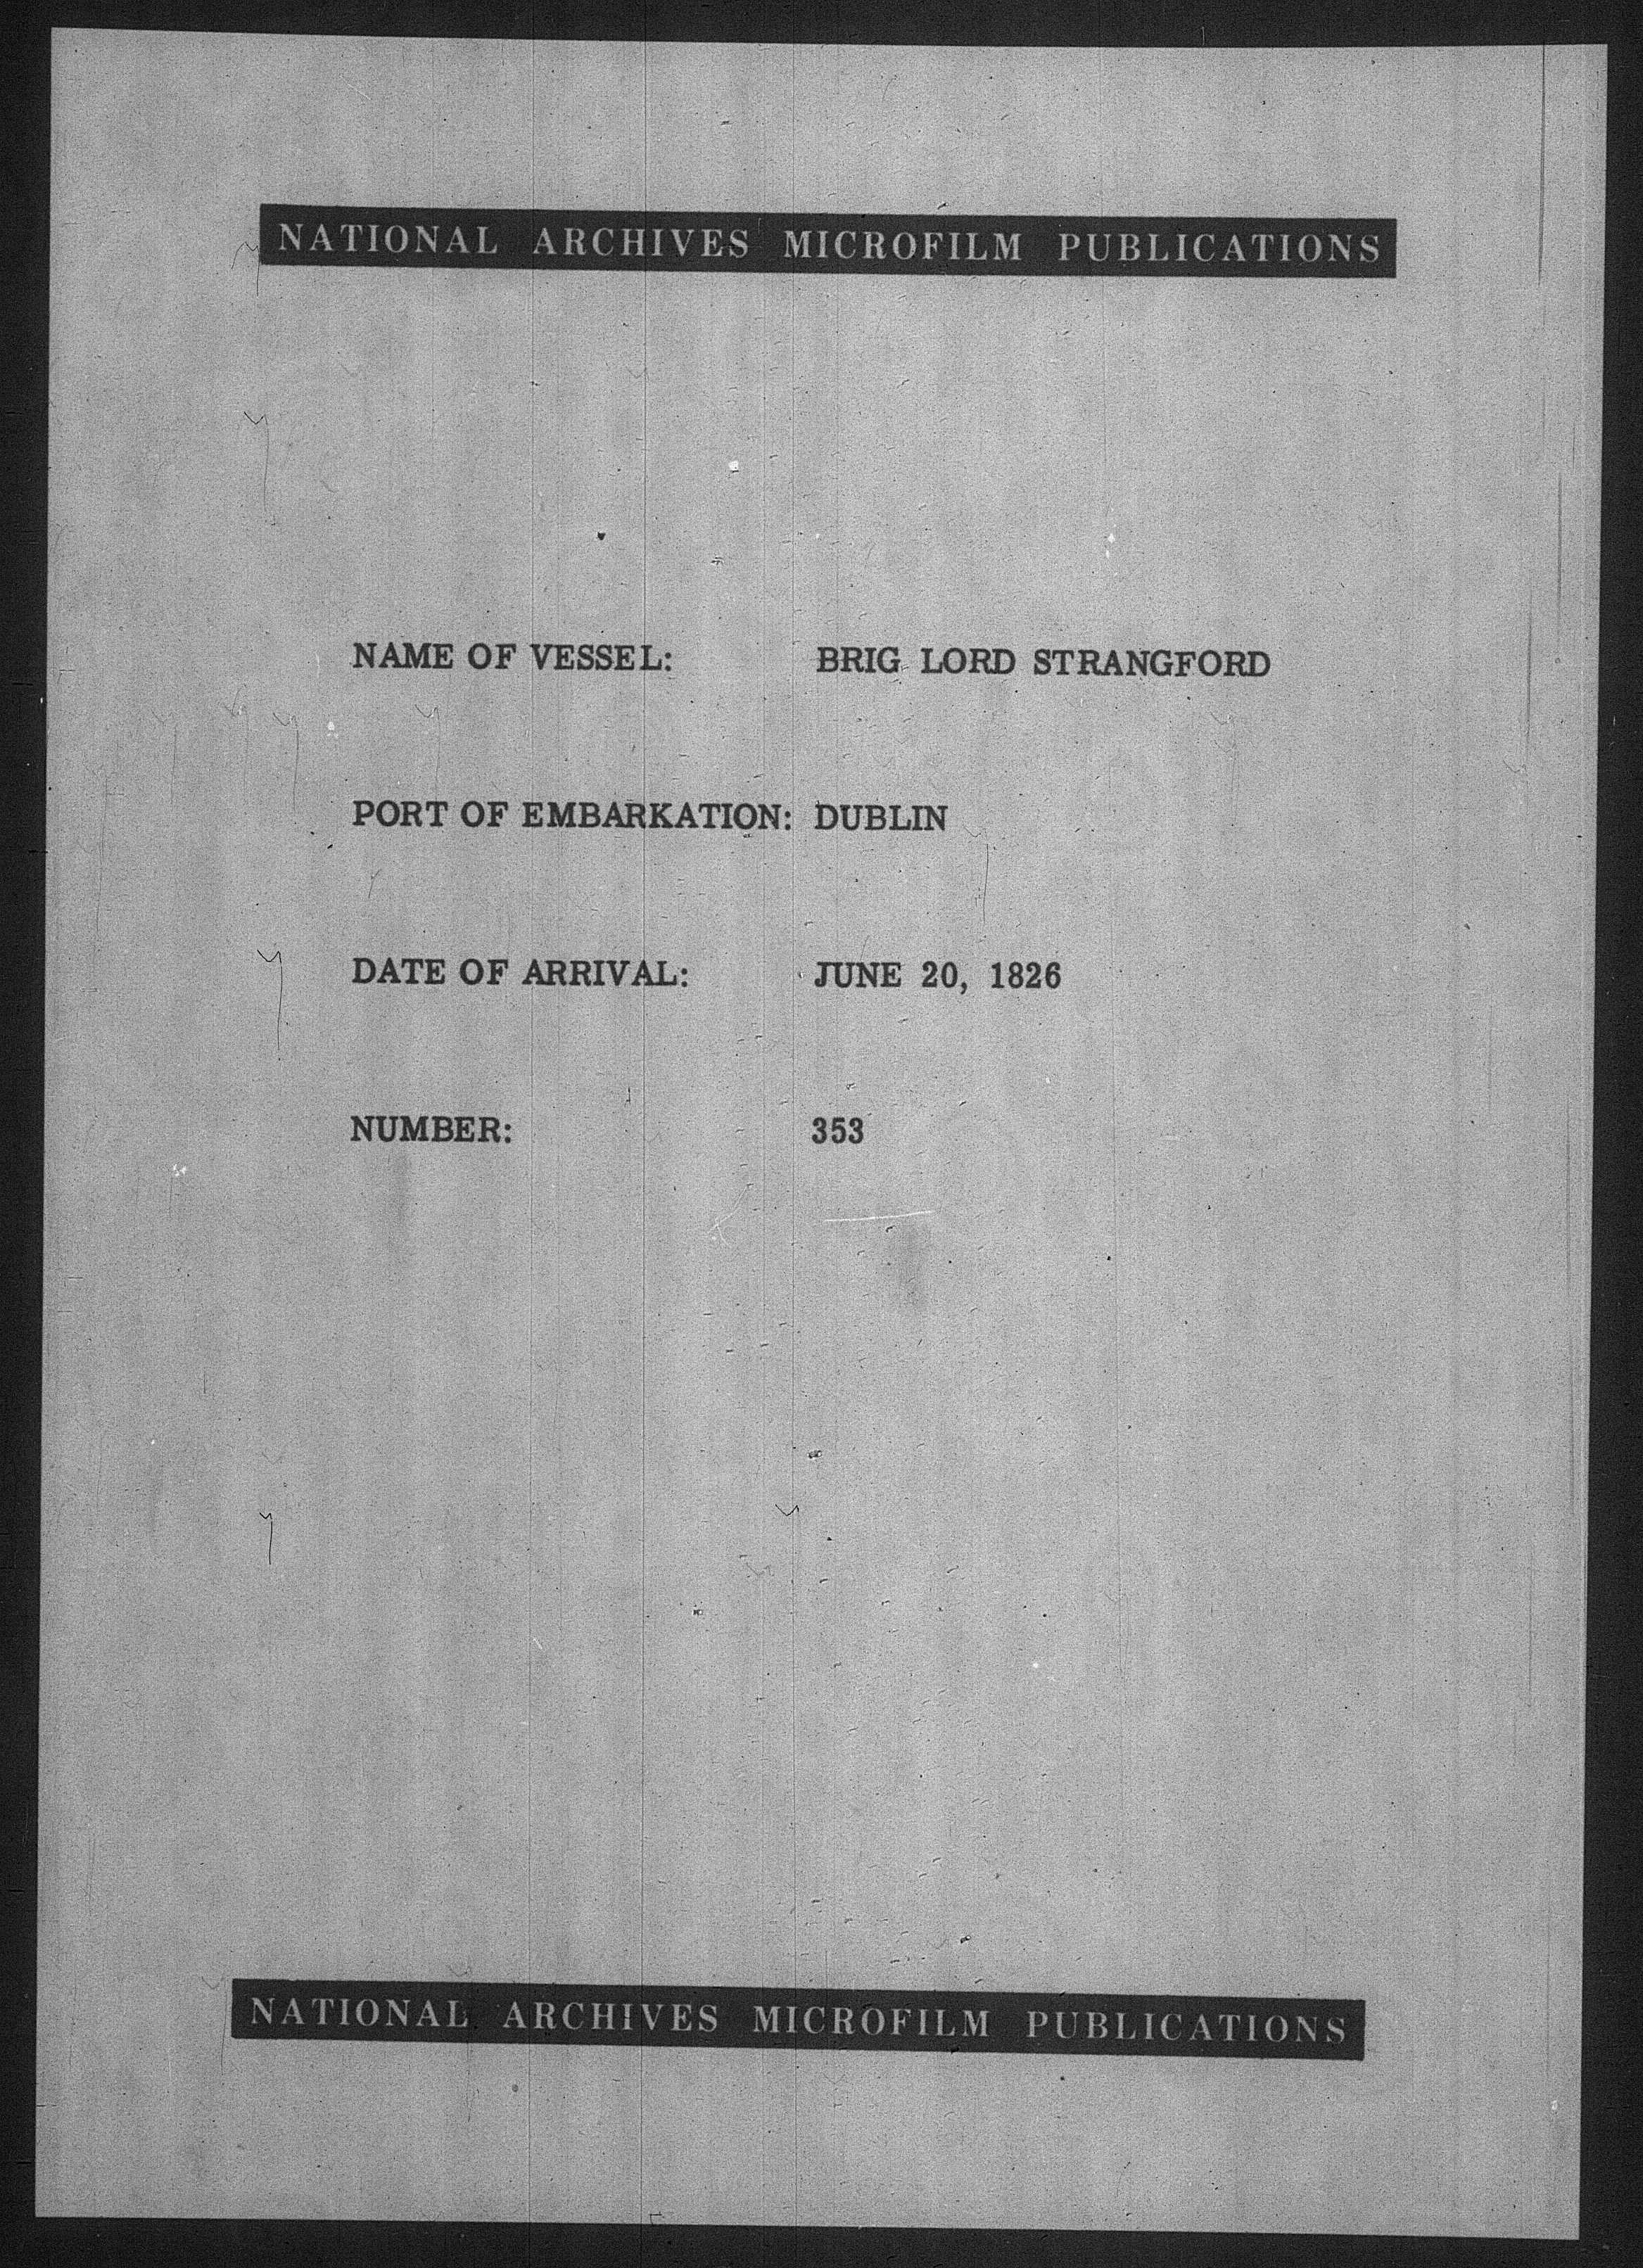 NATIONAL ARCHIVES MICROFILM PUBLICATIONS
NAME OF VESSEL: BRIG LORD STRANGFORD
PORT OF EMBARKATION: DUBLIN
DATE OF ARRIVAL: JUNE 20, 1826
NUMBER: 353
NATIONAL ARCHIVES MICROFILM PUBLICATIONS